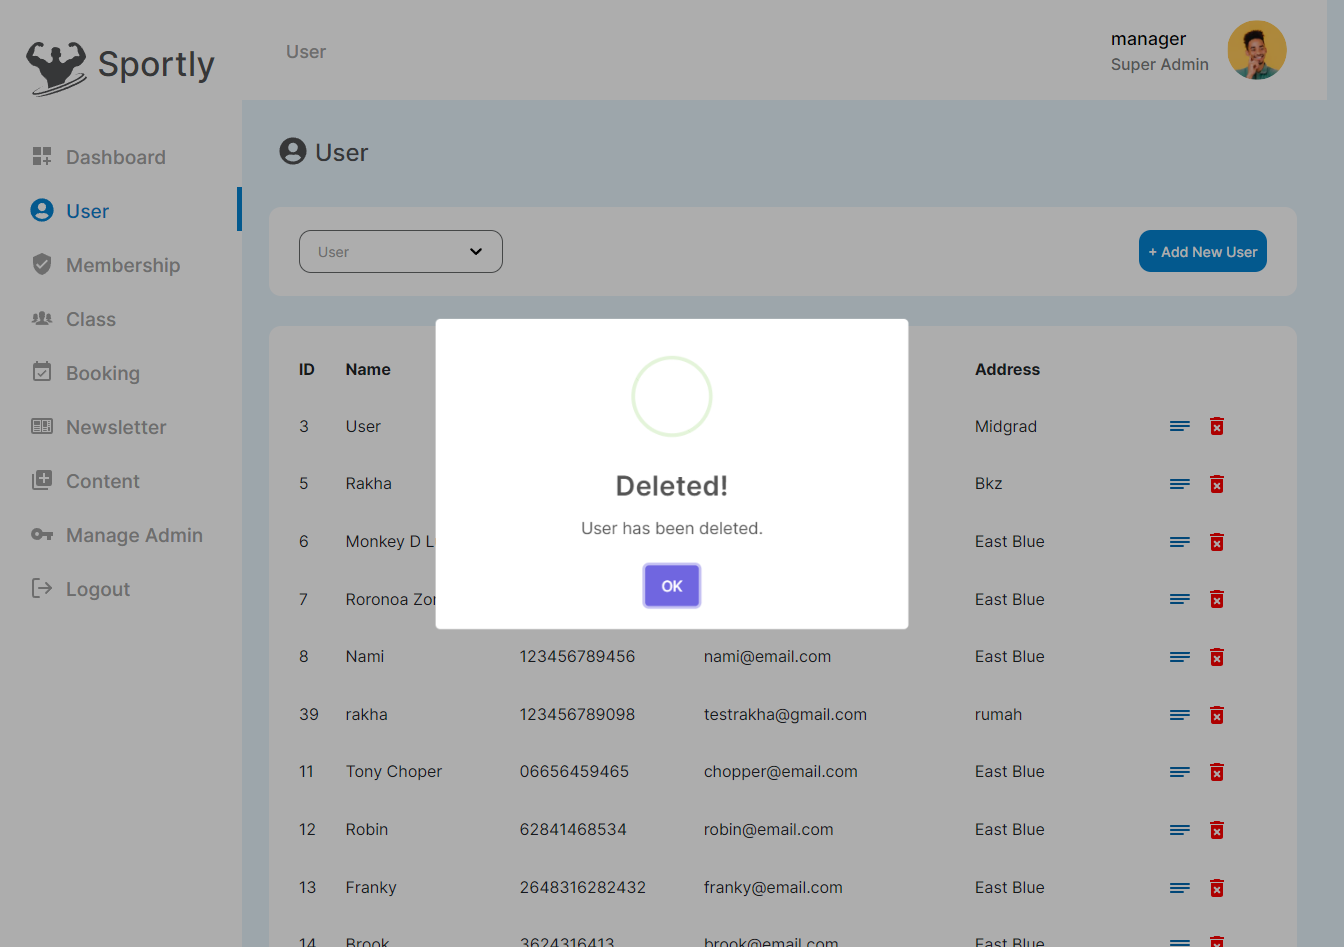 Sportly
User
manager
Super Admin
Dashboard
User
Membership
Class
Booking
Newsletter
Content
Manage Admin
Logout
User
User
+ Add New User
ID Name Address
3 User Midgrad
5 Rakha Bkz
6 Monkey D East Blue
7 Roronoa East Blue
8 Nami 123456789456 nami@email.com East Blue
39 rakha 123456789098 testrakha@gmail.com rumah
11 Tony Choper 06656459465 chopper@email.com East Blue
12 Robin 62841468534 robin@email.com East Blue
13 Franky 2648316282432 franky@email.com East Blue
14 Brook 3624316413 brook@email.com East Blue
Deleted!
User has been deleted.
OK